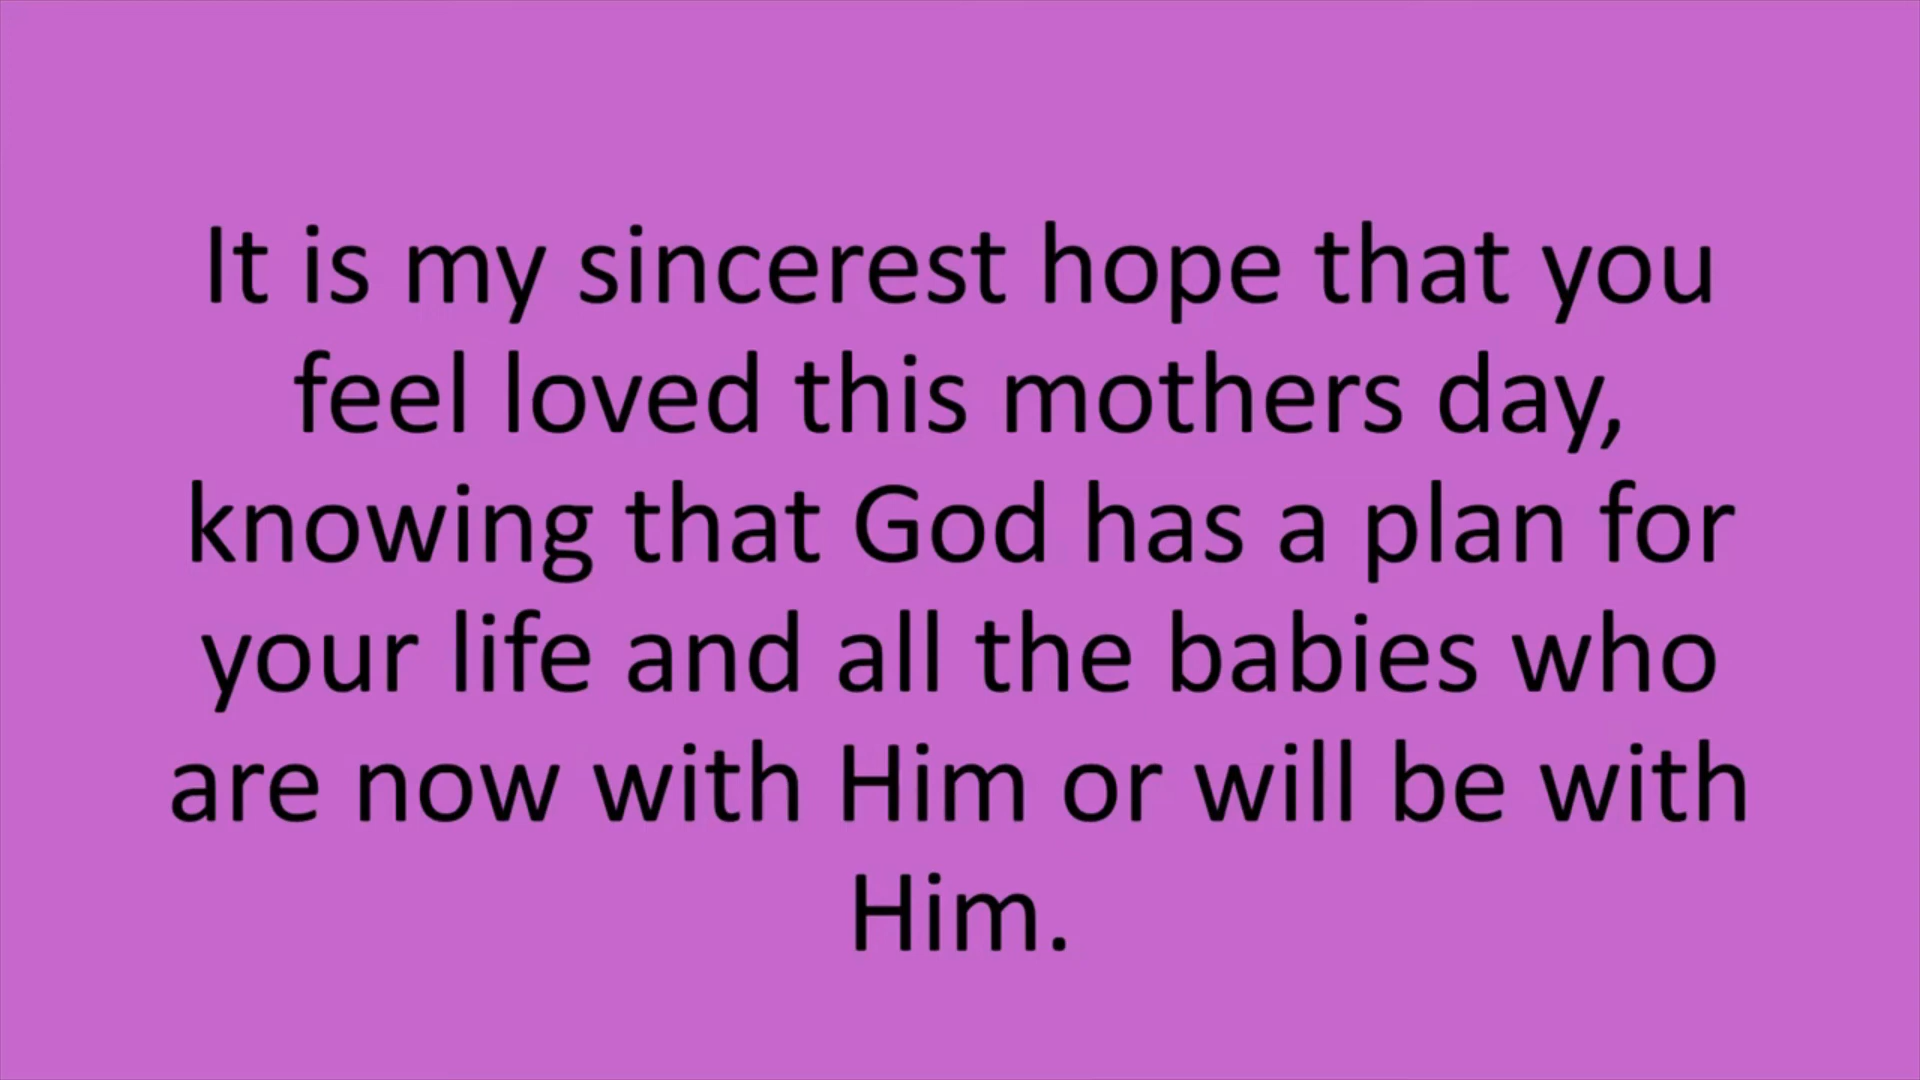 It is my sincerest hope that you
feel loved this mothers day,
knowing that God has a plan for
your life and all the babies who
are now with Him or will be with
Him.